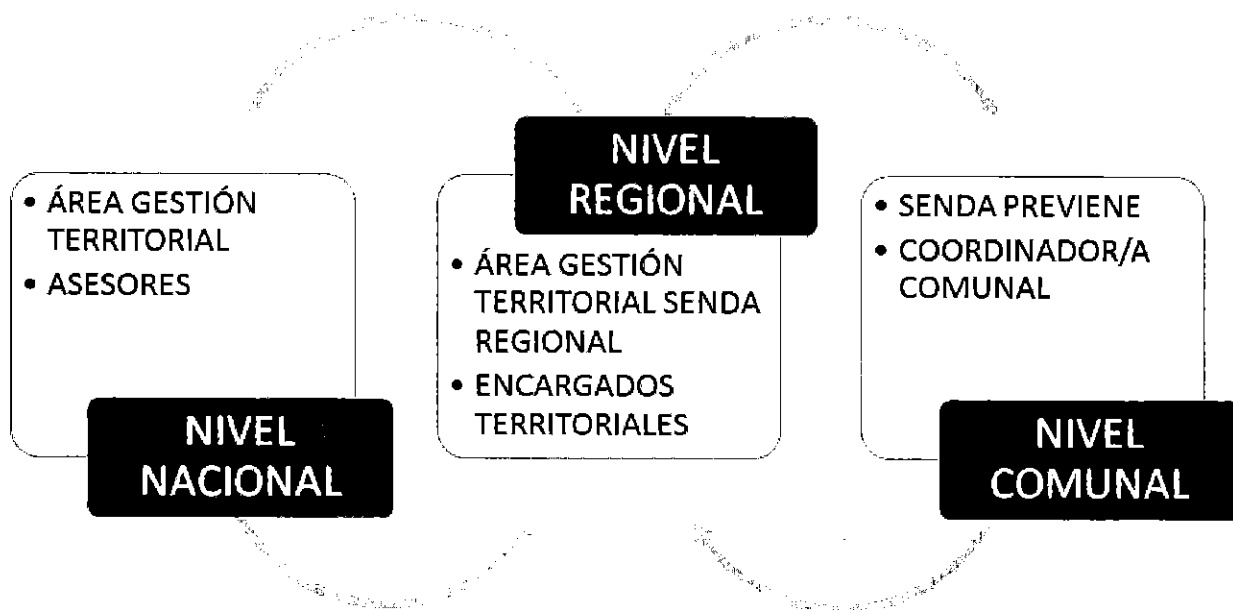 • ÁREA GESTIÓN
TERRITORIAL
• ASESORES
NIVEL
NACIONAL
NIVEL
REGIONAL
• ÁREA GESTIÓN
TERRITORIAL SENDA
REGIONAL
• ENCARGADOS
TERRITORIALES
• SENDA PREVIENE
• COORDINADOR/A
COMUNAL
NIVEL
COMUNAL